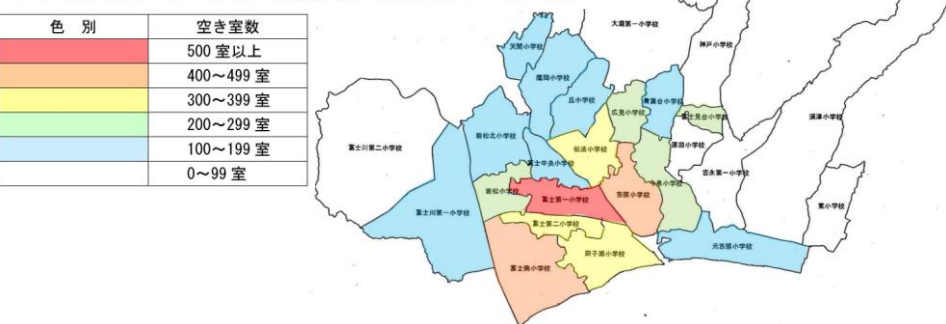 色 別 空き室数
500 室以上
400～499 室
300～399 室
200～299 室
100～199 室
0～99 室
大淵第一小学校
天間小学校
神戸小学校
鷹岡小学校
丘小学校
青葉台小学校
広見小学校
富士見台小学校
須津小学校
岩松北小学校
伝法小学校
原田小学校
富士川第二小学校
富士中央小学校
吉永第一小学校
今泉小学校
岩松小学校
富士第一小学校
吉原小学校
東小学校
富士川第一小学校
富士第二小学校
元吉原小学校
田子浦小学校
富士南小学校